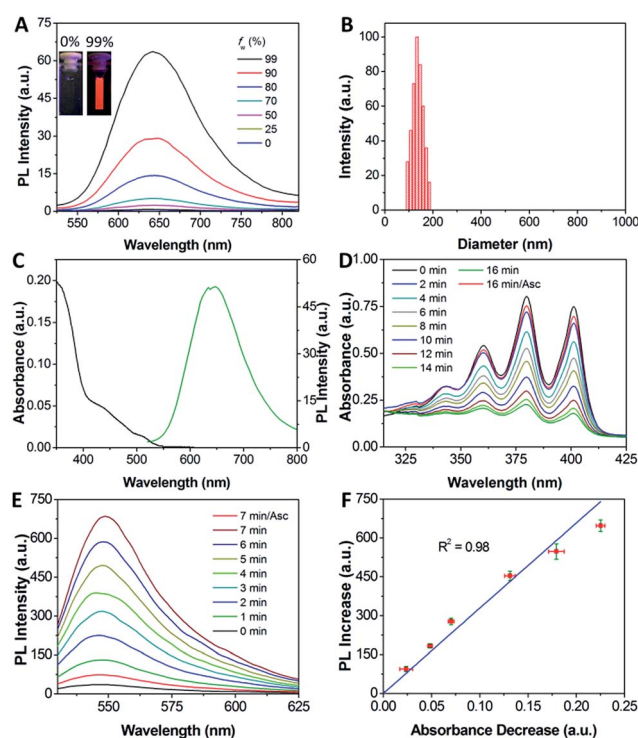 A
0% 99%
fw (%)
99
90
80
70
50
25
0
PL Intensity (a.u.)
75
60
45
30
15
0
550 600 650 700 750 800
Wavelength (nm)
B
Intensity (a.u.)
100
80
60
40
20
0
0 200 400 600 800 1000
Diameter (nm)
C
Absorbance (a.u.)
0.20
0.15
0.10
0.05
0.00
PL Intensity (a.u.)
60
45
30
15
0
400 500 600 700 800
Wavelength (nm)
D
0 min 16 min
2 min 16 min/Asc
4 min
6 min
8 min
10 min
12 min
14 min
Absorbance (a.u.)
1.00
0.75
0.50
0.25
0.00
325 350 375 400 425
Wavelength (nm)
E
7 min/Asc
7 min
6 min
5 min
4 min
3 min
2 min
1 min
0 min
PL Intensity (a.u.)
750
600
450
300
150
0
550 575 600 625
Wavelength (nm)
F
R2 = 0.98
PL Increase (a.u.)
750
600
450
300
150
0
0.00 0.05 0.10 0.15 0.20 0.25
Absorbance Decrease (a.u.)